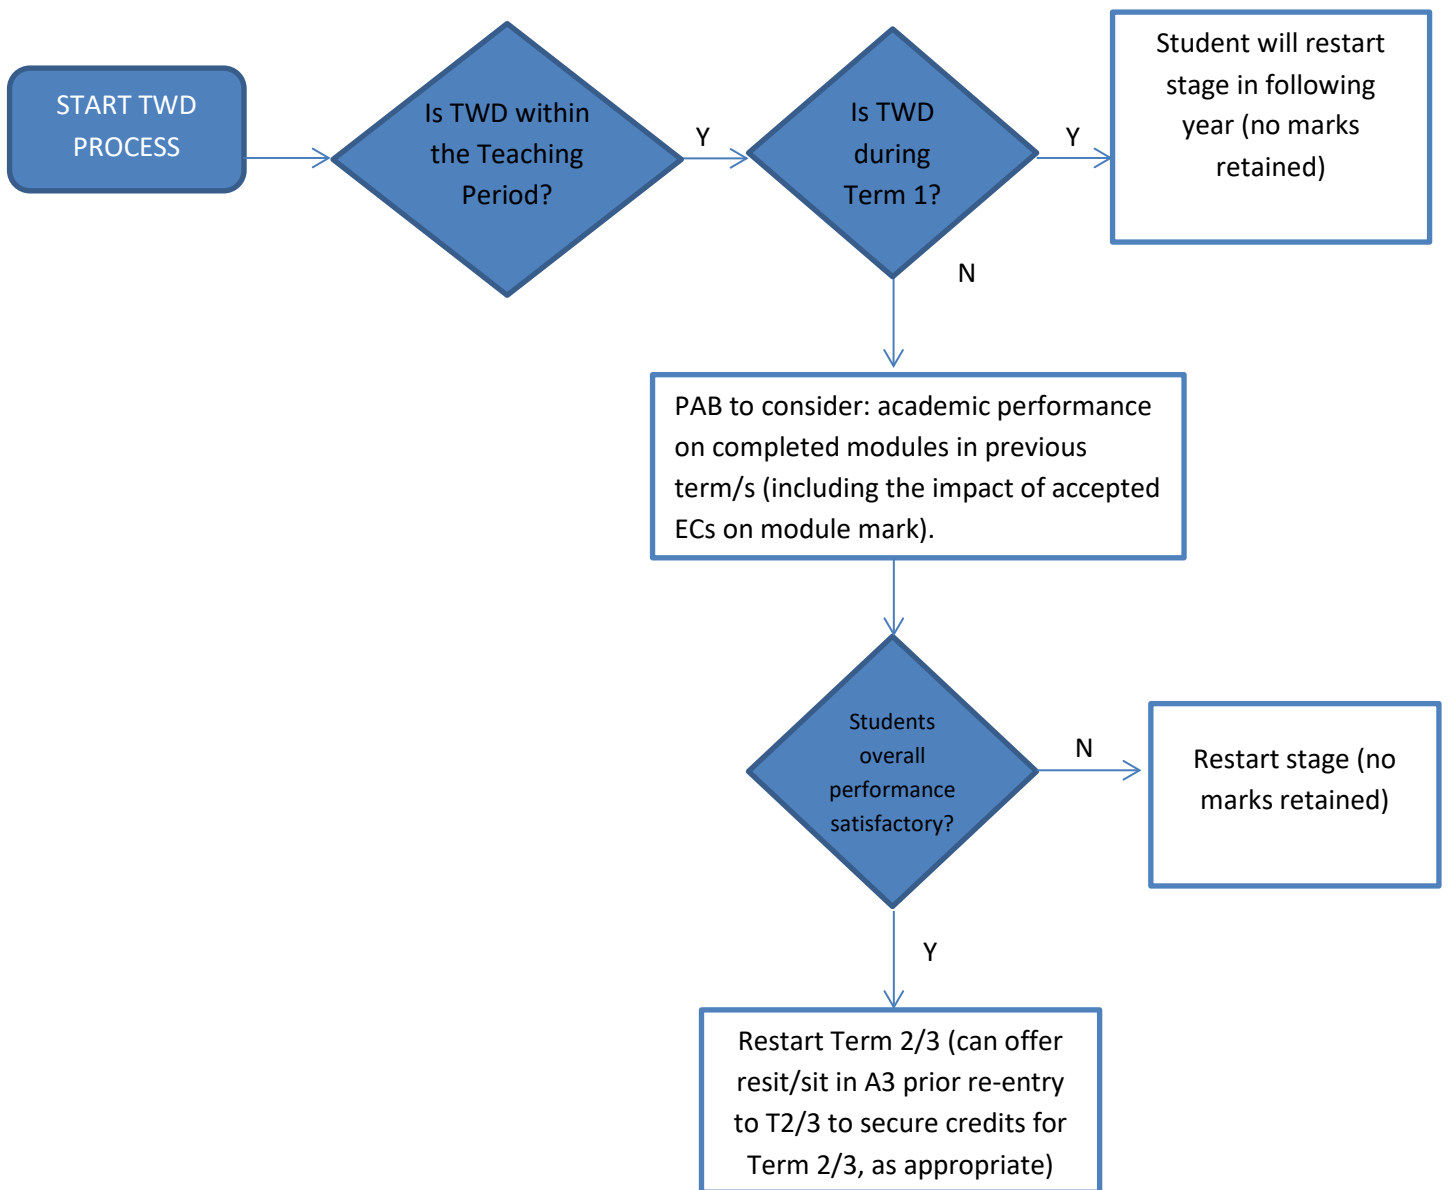 START TWD
PROCESS
Is TWD within
the Teaching
Period?
Y
Is TWD
during
Term 1?
Y
Student will restart
stage in following
year (no marks
retained)
N
PAB to consider: academic performance
on completed modules in previous
term/s (including the impact of accepted
ECs on module mark).
Students
overall
performance
satisfactory?
N
Restart stage (no
marks retained)
Y
Restart Term 2/3 (can offer
resit/sit in A3 prior re-entry
to T2/3 to secure credits for
Term 2/3, as appropriate)